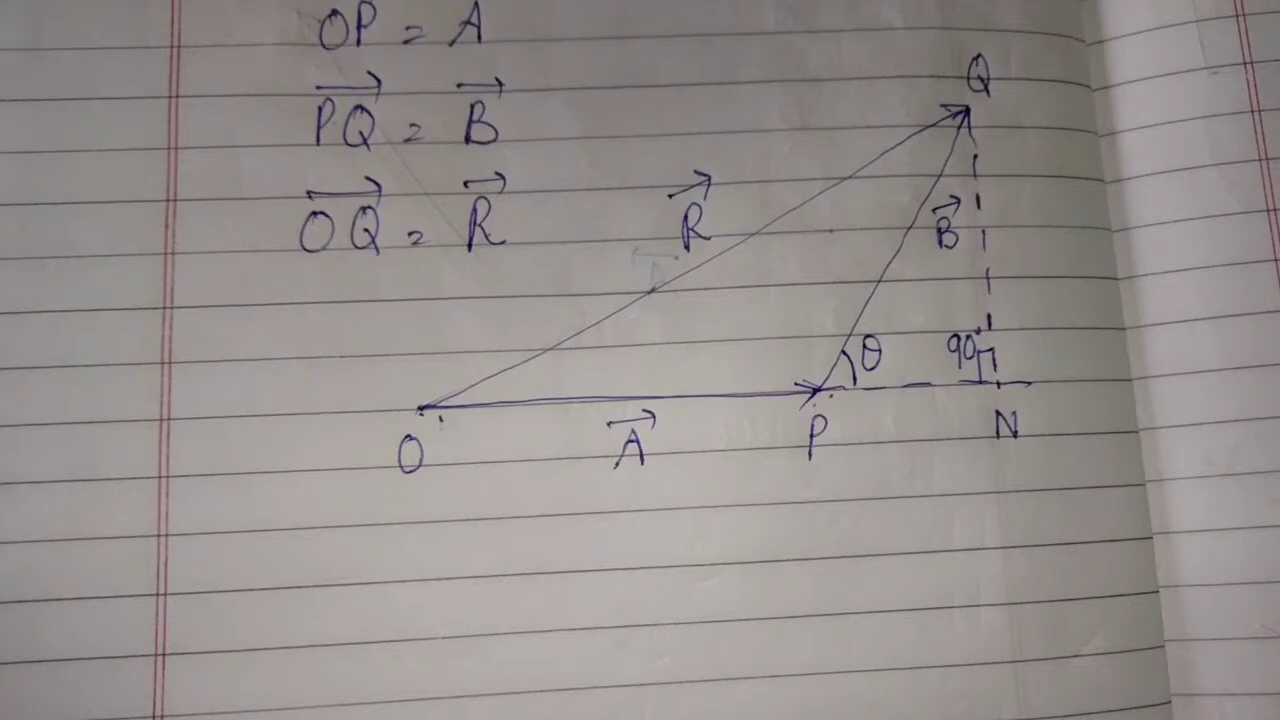 OP = A
PQ = B
OQ = R
Q
R
B
θ
90°
O
A
P
N